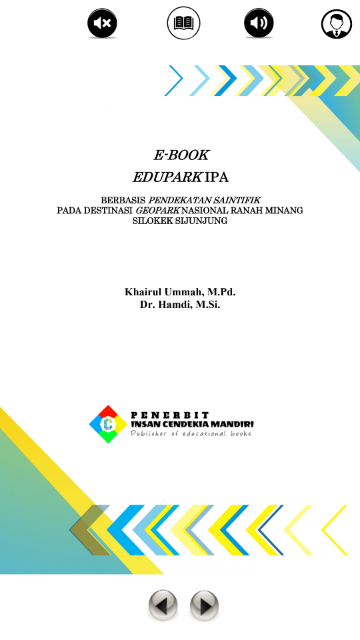 E-BOOK
EDUPARK IPA
BERBASIS PENDEKATAN SAINTIFIK
PADA DESTINASI GEOPARK NASIONAL RANAH MINANG
SILOKEK SIJUNJUNG
Khairul Ummah, M.Pd.
Dr. Hamdi, M.Si.
PENERBIT
INSAN CENDEKIA MANDIRI
Publisher of educational books